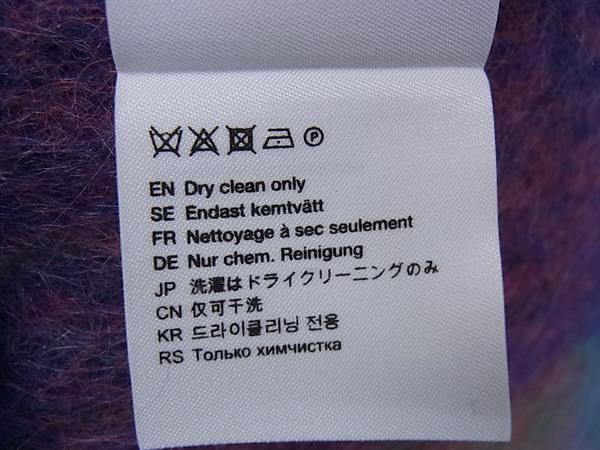 P
EN Dry clean only
SE Endast kemtvätt
FR Nettoyage à sec seulement
DE Nur chem. Reinigung
JP 洗濯はドライクリーニングのみ
CN 仅可干洗
KR 드라이클리닝 전용
RS Только химчистка